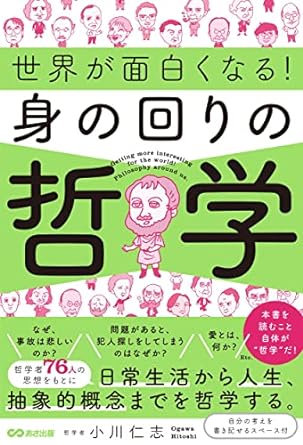 世界が面白くなる!
身の回りの
哲学
Getting more interesting
for the world!
Philosophy around us.
なぜ、
事故は悲しい
のか?
問題があると、
犯人探しをしてしまう
のはなぜか?
愛とは、
何か?
Etc.
本書を
読むこと
自体が
“哲学”だ!
哲学者76人の
思想をもとに
日常生活から人生、
抽象的概念までを哲学する。
あさ出版
哲学者 小川仁志 Ogawa Hitoshi
自分の考えを
書き記せるスペース付